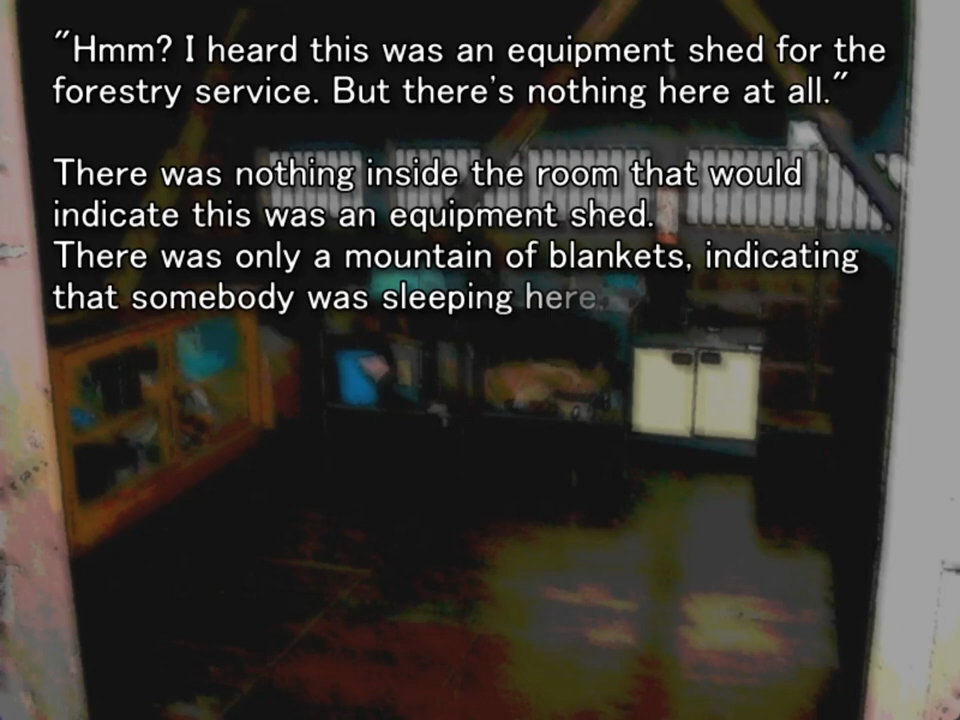 "Hmm? I heard this was an equipment shed for the
forestry service. But there's nothing here at all."
There was nothing inside the room that would
indicate this was an equipment shed.
There was only a mountain of blankets, indicating
that somebody was sleeping here.